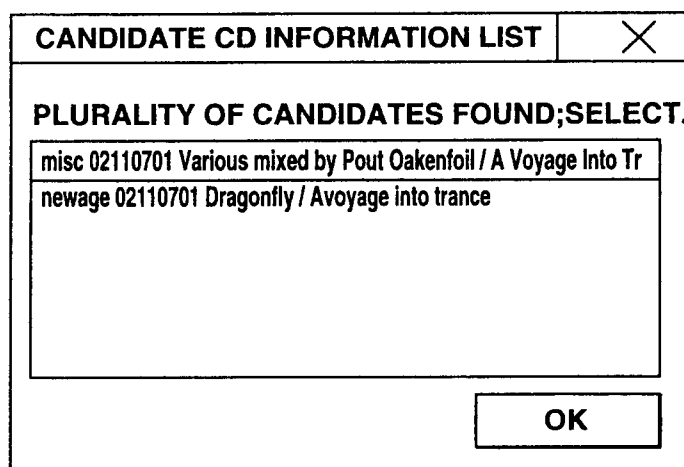 CANDIDATE CD INFORMATION LIST
PLURALITY OF CANDIDATES FOUND;SELECT.
misc 02110701 Various mixed by Pout Oakenfoil / A Voyage Into Tr
newage 02110701 Dragonfly / Avoyage into trance
OK